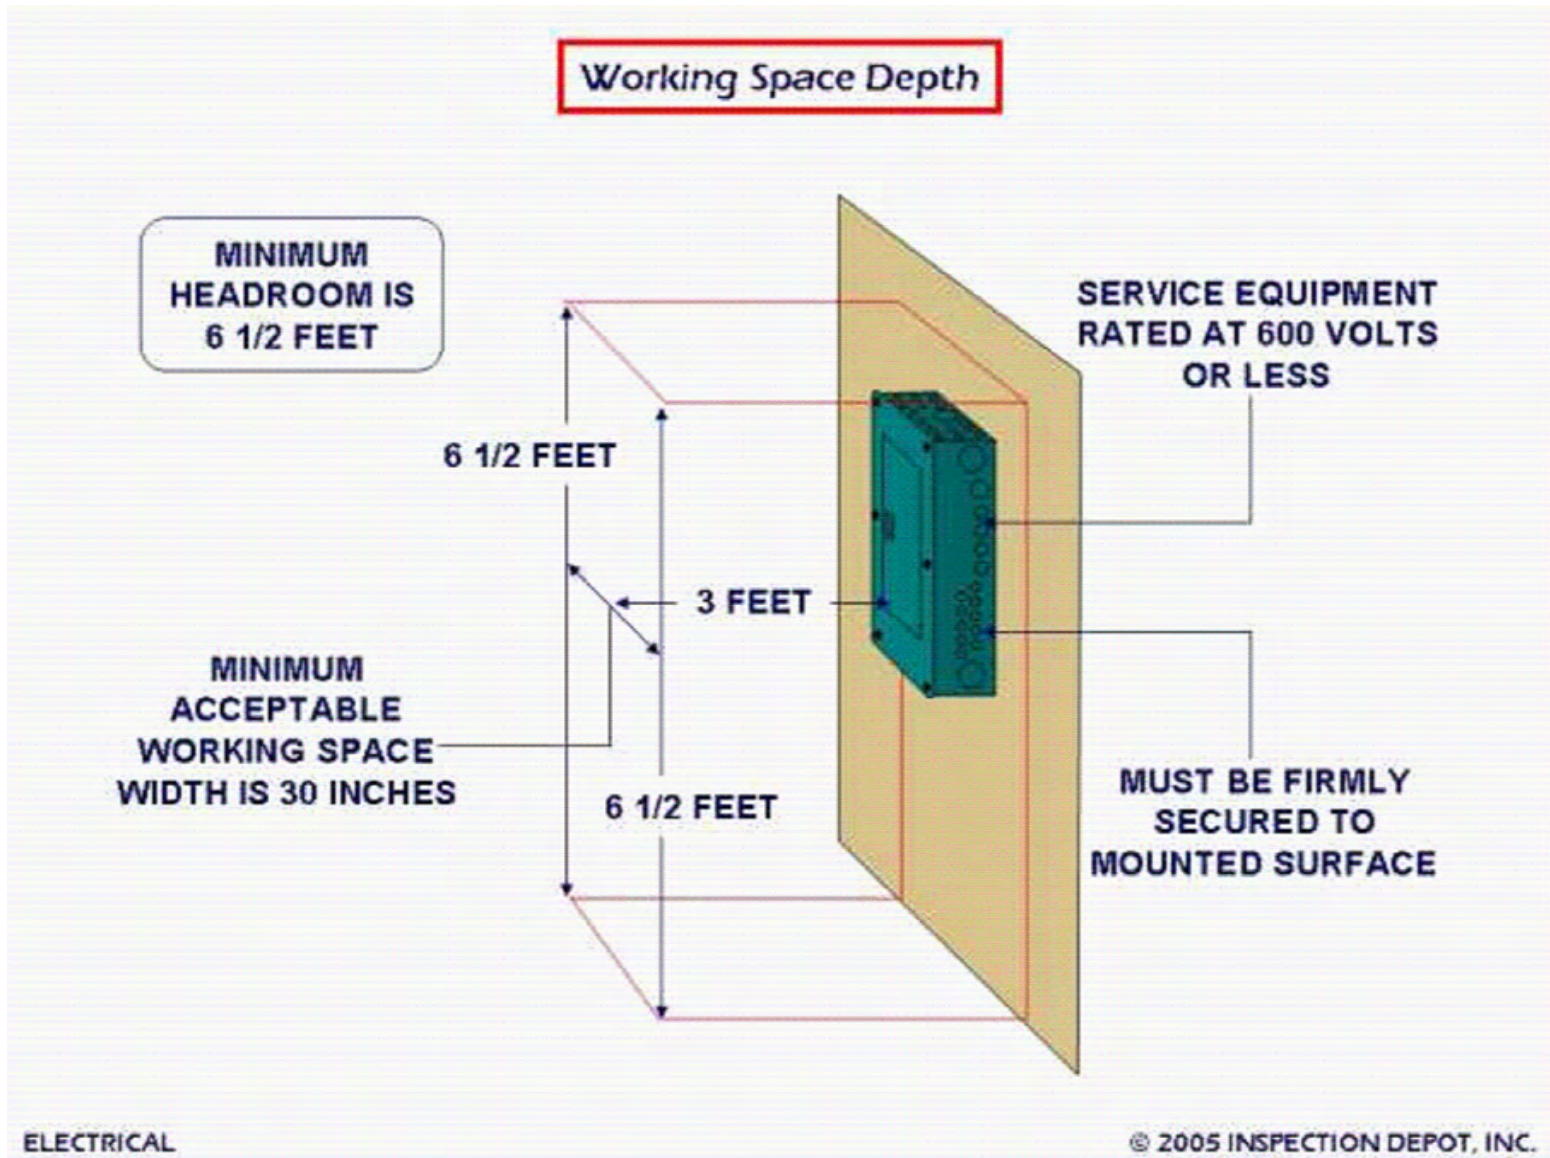 Working Space Depth
MINIMUM
HEADROOM IS
6 1/2 FEET
SERVICE EQUIPMENT
RATED AT 600 VOLTS
OR LESS
6 1/2 FEET
3 FEET
MINIMUM
ACCEPTABLE
WORKING SPACE
WIDTH IS 30 INCHES
6 1/2 FEET
MUST BE FIRMLY
SECURED TO
MOUNTED SURFACE
ELECTRICAL
© 2005 INSPECTION DEPOT, INC.